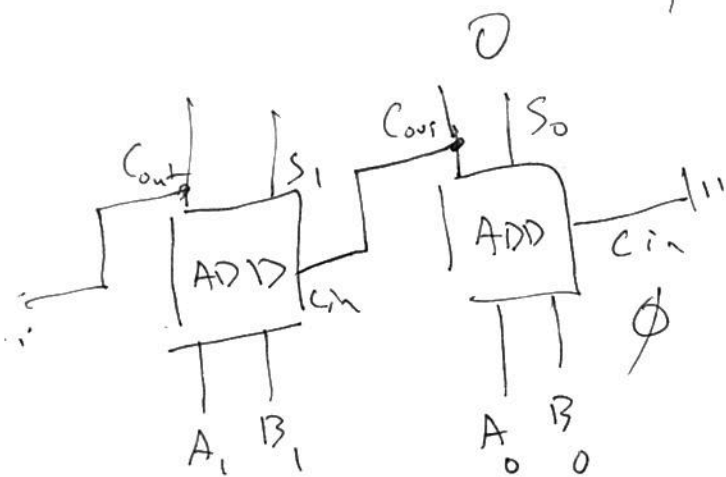 0
Cout S1 Cout S0
ADD ADD
Cin Cin
φ
A1 B1 A0 B0